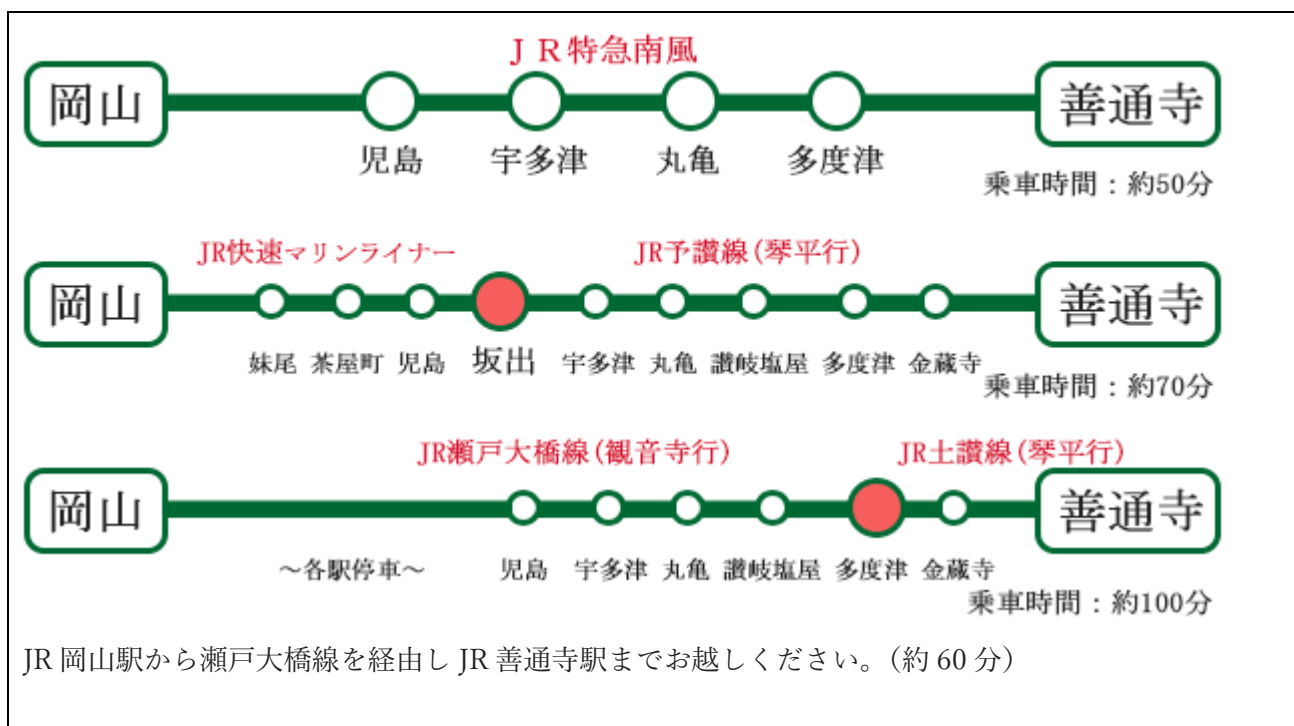 JR特急南風
岡山
善通寺
児島 宇多津 丸亀 多度津
乗車時間：約50分
JR快速マリンライナー JR予讃線(琴平行)
岡山
善通寺
妹尾 茶屋町 児島 坂出 宇多津 丸亀 讃岐塩屋 多度津 金蔵寺
乗車時間：約70分
JR瀬戸大橋線(観音寺行) JR土讃線(琴平行)
岡山
善通寺
〜各駅停車〜 児島 宇多津 丸亀 讃岐塩屋 多度津 金蔵寺
乗車時間：約100分
JR岡山駅から瀬戸大橋線を経由しJR善通寺駅までお越しください。（約60分）